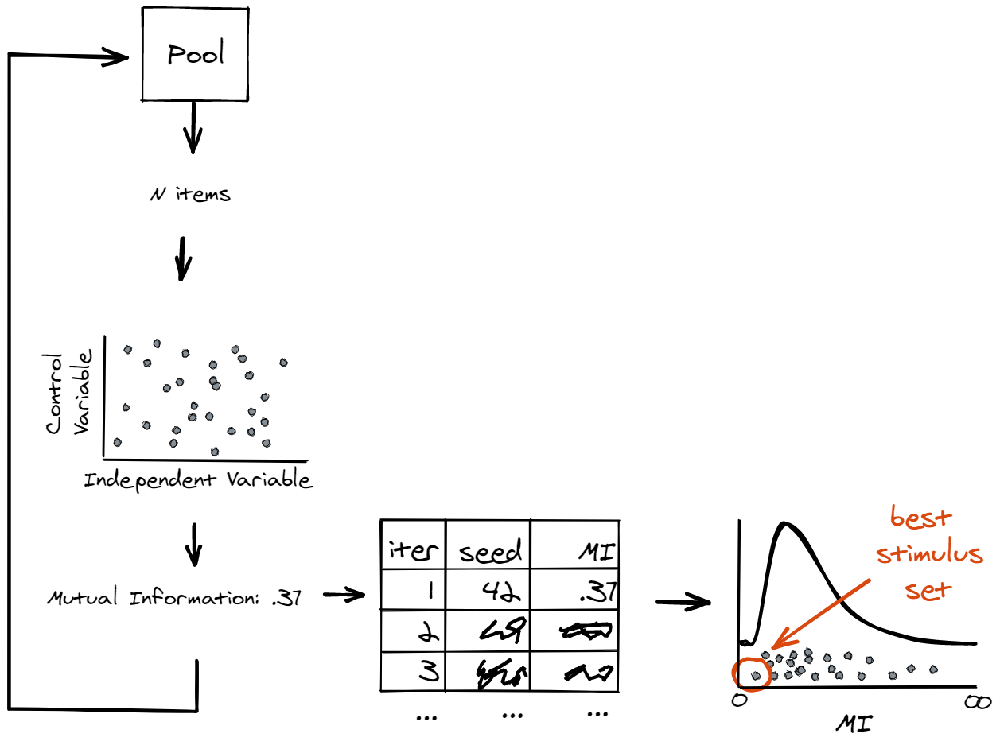 Pool
N items
Control
Variable
Independent Variable
Mutual Information: .37
iter seed MI
1 42 .37
2
3
... ... ...
best
stimulus
set
0 ∞
MI